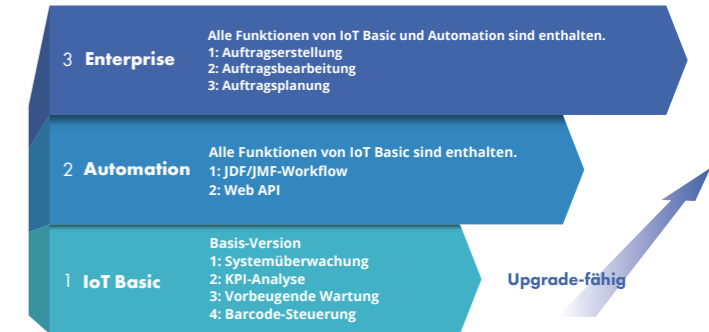 3 Enterprise
Alle Funktionen von IoT Basic und Automation sind enthalten.
1: Auftragserstellung
2: Auftragsbearbeitung
3: Auftragsplanung
2 Automation
Alle Funktionen von IoT Basic sind enthalten.
1: JDF/JMF-Workflow
2: Web API
1 IoT Basic
Basis-Version
1: Systemüberwachung
2: KPI-Analyse
3: Vorbeugende Wartung
4: Barcode-Steuerung
Upgrade-fähig